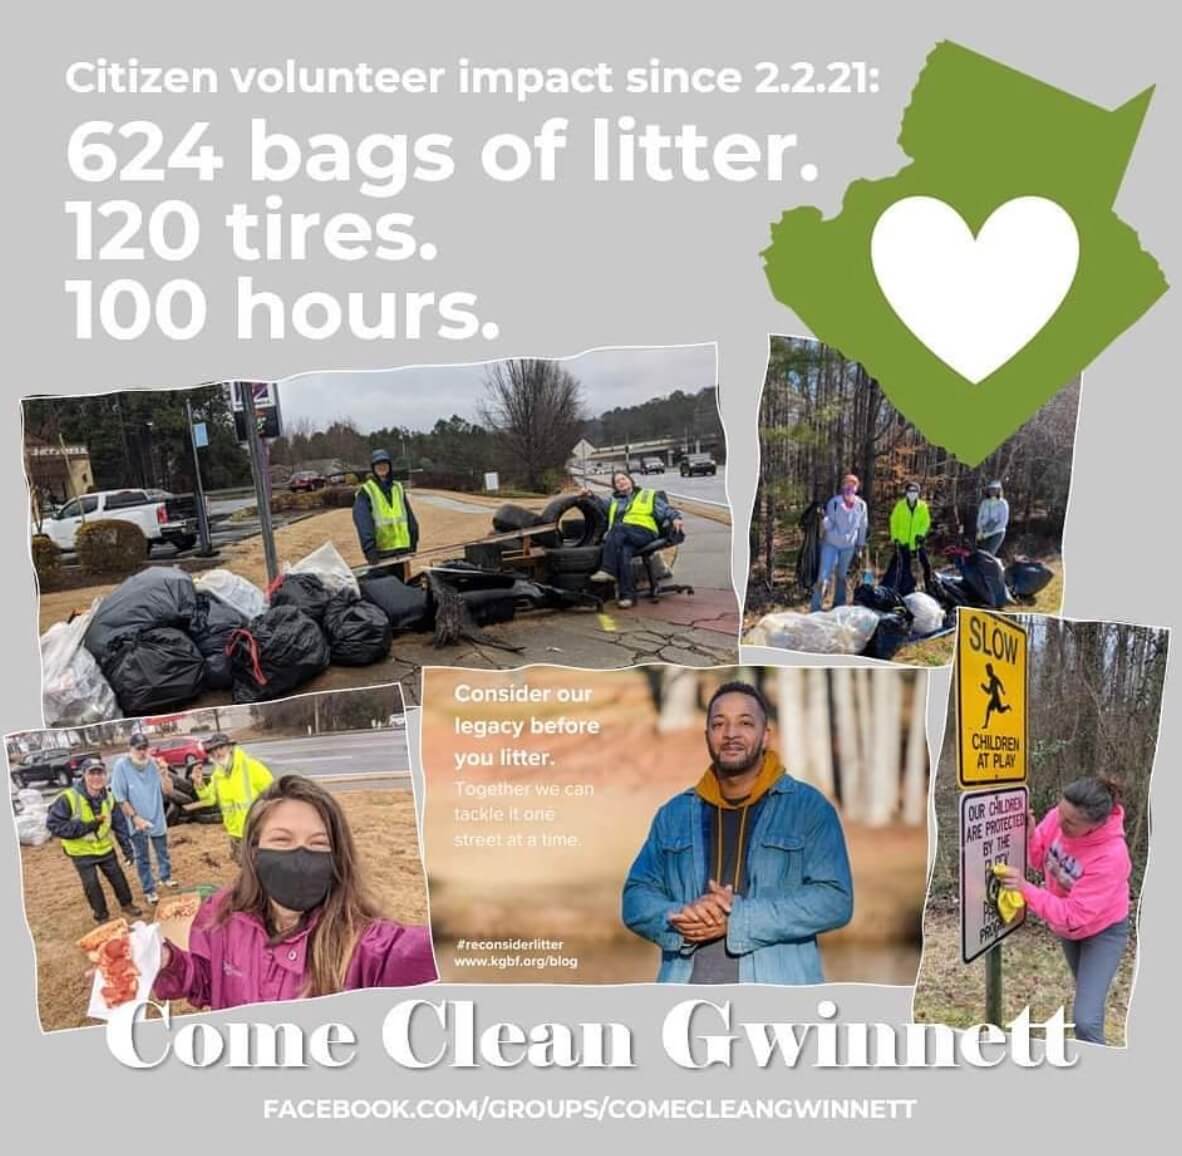 Citizen volunteer impact since 2.2.21:
624 bags of litter.
120 tires.
100 hours.
Consider our
legacy before
you litter.
Together we can
tackle it one
street at a time.
#reconsiderlitter
www.kgbf.org/blog
SLOW
CHILDREN
AT PLAY
OUR CHILDREN
ARE PROTECTED
BY THE
Come Clean Gwinnett
FACEBOOK.COM/GROUPS/COMECLEANGWINNETT